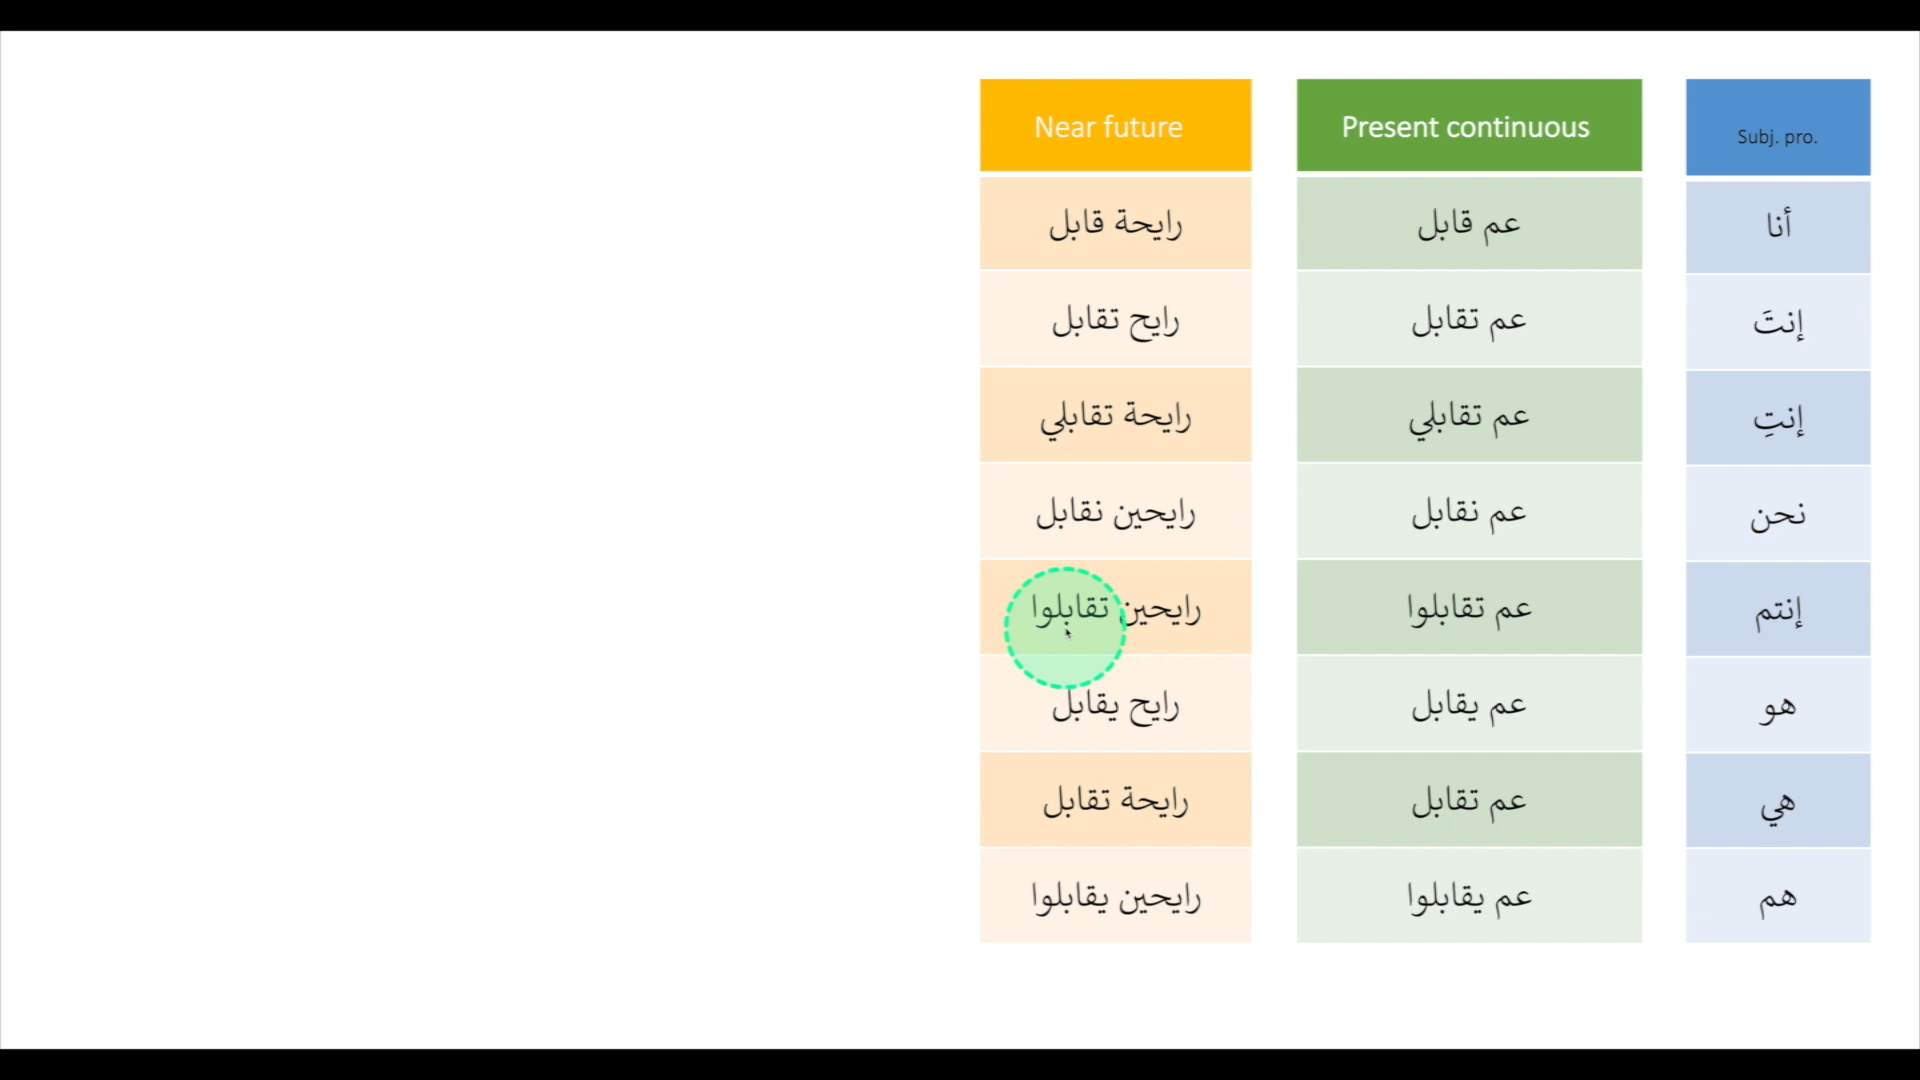 Subj. pro. Present continuous Near future
أنا عم قابل رايحة قابل
إنتَ عم تقابل رايح تقابل
إنتِ عم تقابلي رايحة تقابلي
نحن عم نقابل رايحين نقابل
إنتم عم تقابلوا رايحين تقابلوا
هو عم يقابل رايح يقابل
هي عم تقابل رايحة تقابل
هم عم يقابلوا رايحين يقابلوا